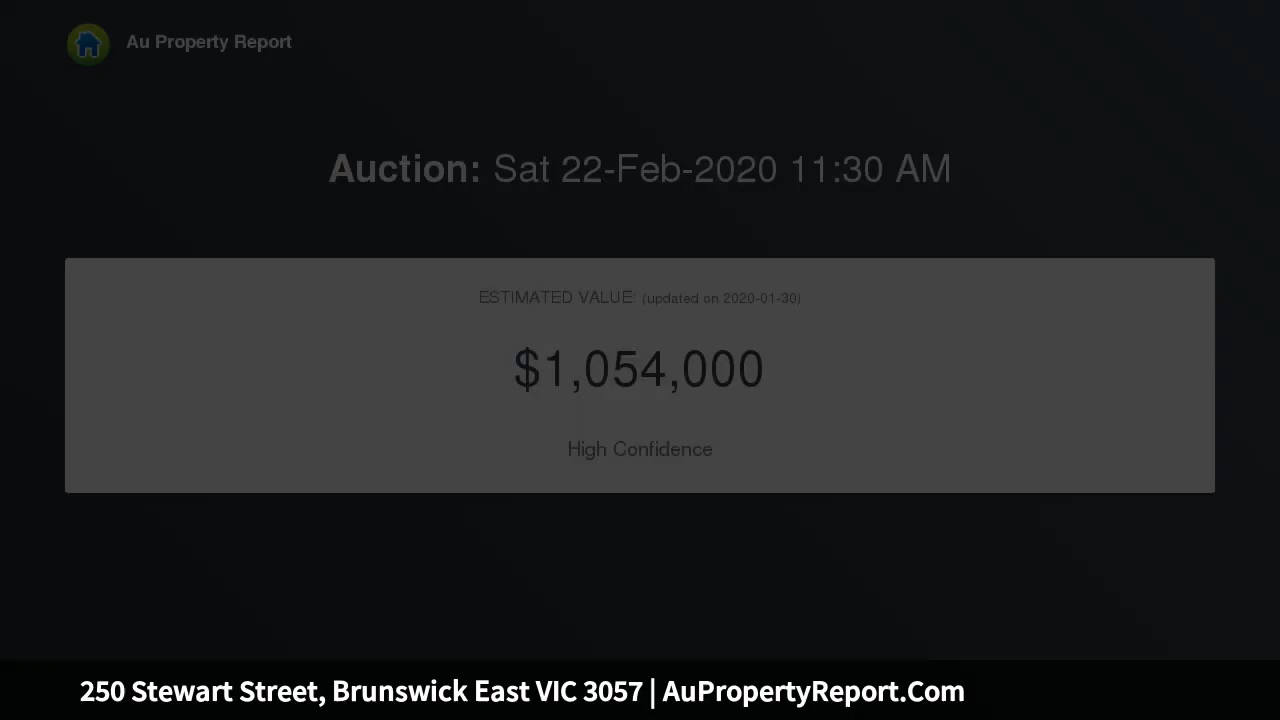 Au Property Report
Auction: Sat 22-Feb-2020 11:30 AM
ESTIMATED VALUE: (updated on 2020-01-30)
$1,054,000
High Confidence
250 Stewart Street, Brunswick East VIC 3057 | AuPropertyReport.Com